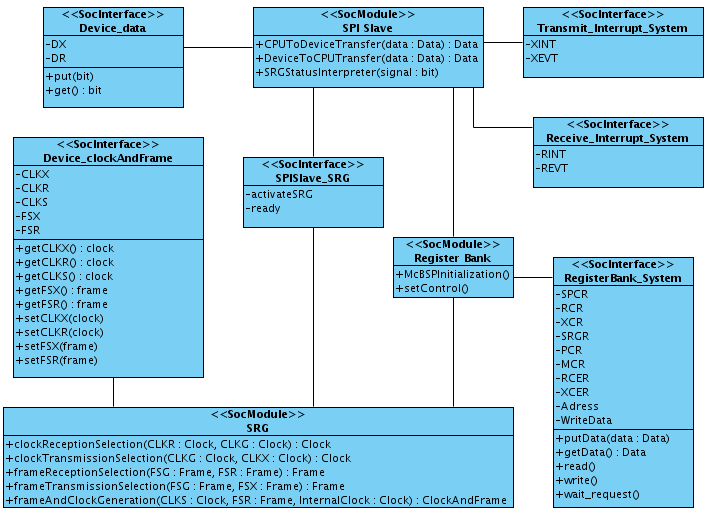 <<SocInterface>>
Device_data
-DX
-DR
+put(bit)
+get() : bit
<<SocModule>>
SPI Slave
+CPUToDeviceTransfer(data : Data) : Data
+DeviceToCPUTransfer(data : Data) : Data
+SRGStatusInterpreter(signal : bit)
<<SocInterface>>
Transmit_Interrupt_System
-XINT
-XEVT
<<SocInterface>>
Receive_Interrupt_System
-RINT
-REVT
<<SocInterface>>
Device_clockAndFrame
-CLKX
-CLKR
-CLKS
-FSX
-FSR
+getCLKX() : clock
+getCLKR() : clock
+getCLKS() : clock
+getFSX() : frame
+getFSR() : frame
+setCLKX(clock)
+setCLKR(clock)
+setFSX(frame)
+setFSR(frame)
<<SocInterface>>
SPISlave_SRG
-activateSRG
-ready
<<SocModule>>
Register Bank
+McBSPInitialization()
+setControl()
<<SocInterface>>
RegisterBank_System
-SPCR
-RCR
-XCR
-SRGR
-PCR
-MCR
-RCER
-XCER
-Adress
-WriteData
+putData(data : Data)
+getData() : Data
+read()
+write()
+wait_request()
<<SocModule>>
SRG
+clockReceptionSelection(CLKR : Clock, CLKG : Clock) : Clock
+clockTransmissionSelection(CLKG : Clock, CLKX : Clock) : Clock
+frameReceptionSelection(FSG : Frame, FSR : Frame) : Frame
+frameTransmissionSelection(FSG : Frame, FSX : Frame) : Frame
+frameAndClockGeneration(CLKS : Clock, FSR : Frame, InternalClock : Clock) : ClockAndFrame